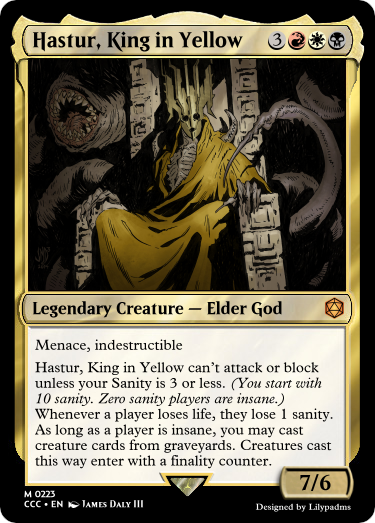 Hastur, King in Yellow 3
Legendary Creature — Elder God
Menace, indestructible
Hastur, King in Yellow can't attack or block
unless your Sanity is 3 or less. (You start with
10 sanity. Zero sanity players are insane.)
Whenever a player loses life, they lose 1 sanity.
As long as a player is insane, you may cast
creature cards from graveyards. Creatures cast
this way enter with a finality counter.
7/6
M 0223
CCC • EN JAMES DALY III
Designed by Lilypadms